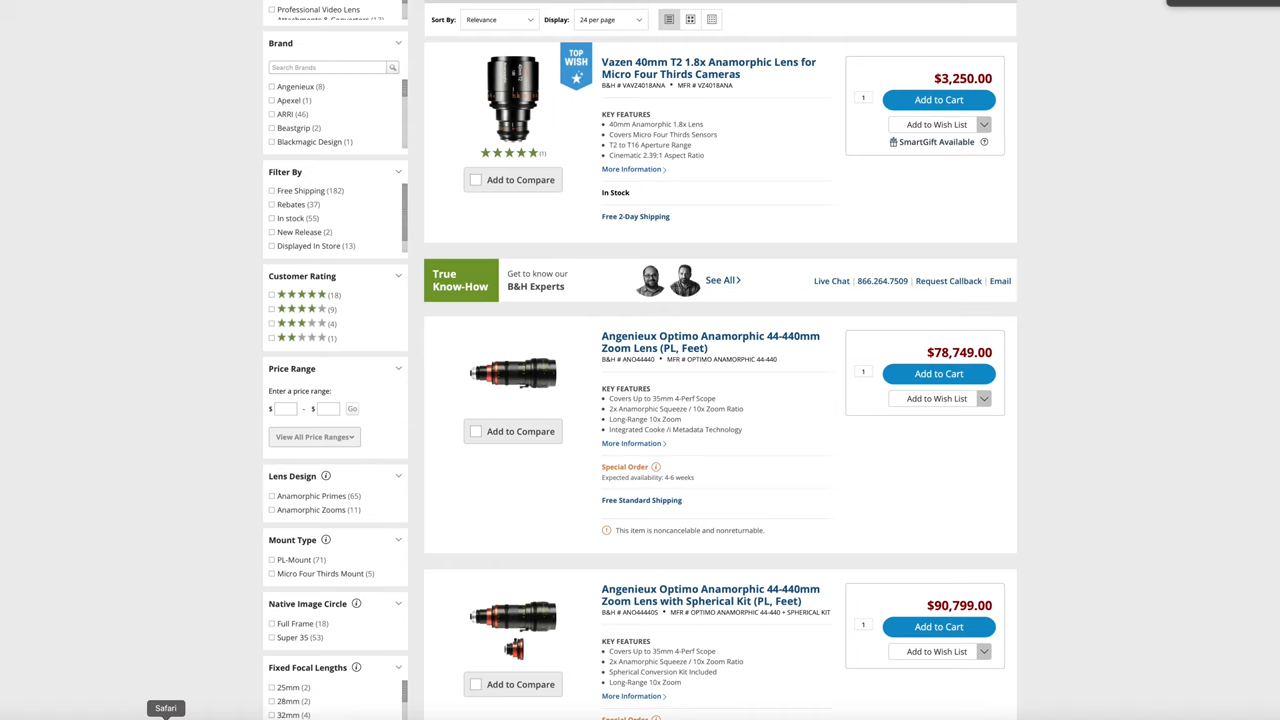 Professional Video Lens
Attachments & Converters (17)
Brand
Search Brands
Angenieux (8)
Apexel (1)
ARRI (46)
Beastgrip (2)
Blackmagic Design (1)
Filter By
Free Shipping (182)
Rebates (37)
In stock (55)
New Release (2)
Displayed In Store (13)
Customer Rating
(18)
(9)
(4)
(1)
Price Range
Enter a price range:
$ - $ Go
View All Price Ranges
Lens Design
Anamorphic Primes (65)
Anamorphic Zooms (11)
Mount Type
PL-Mount (71)
Micro Four Thirds Mount (5)
Native Image Circle
Full Frame (18)
Super 35 (53)
Fixed Focal Lengths
25mm (2)
28mm (2)
32mm (4)
Safari
Sort By: Relevance Display: 24 per page
TOP
WISH
(1)
Add to Compare
Vazen 40mm T2 1.8x Anamorphic Lens for
Micro Four Thirds Cameras
B&H # VAVZ4018ANA • MFR # VZ4018ANA
KEY FEATURES
40mm Anamorphic 1.8x Lens
Covers Micro Four Thirds Sensors
T2 to T16 Aperture Range
Cinematic 2.39:1 Aspect Ratio
More Information
In Stock
Free 2-Day Shipping
$3,250.00
1 Add to Cart
Add to Wish List
SmartGift Available
True
Know-How
Get to know our
B&H Experts
See All
Live Chat | 866.264.7509 | Request Callback | Email
Add to Compare
Angenieux Optimo Anamorphic 44-440mm
Zoom Lens (PL, Feet)
B&H # ANO44440 • MFR # OPTIMO ANAMORPHIC 44-440
KEY FEATURES
Covers Up to 35mm 4-Perf Scope
2x Anamorphic Squeeze / 10x Zoom Ratio
Long-Range 10x Zoom
Integrated Cooke /i Metadata Technology
More Information
Special Order
Expected availability: 4-6 weeks
Free Standard Shipping
This item is noncancelable and nonreturnable.
$78,749.00
1 Add to Cart
Add to Wish List
Add to Compare
Angenieux Optimo Anamorphic 44-440mm
Zoom Lens with Spherical Kit (PL, Feet)
B&H # ANO44440S • MFR # OPTIMO ANAMORPHIC 44-440 + SPHERICAL KIT
KEY FEATURES
Covers Up to 35mm 4-Perf Scope
2x Anamorphic Squeeze / 10x Zoom Ratio
Spherical Conversion Kit Included
Long-Range 10x Zoom
More Information
Special Order
$90,799.00
1 Add to Cart
Add to Wish List